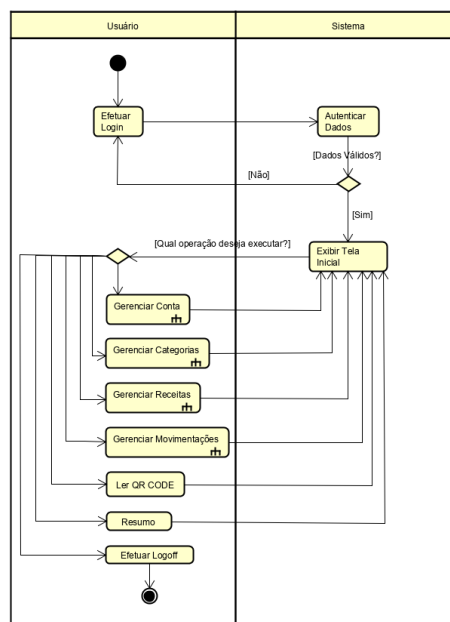 Usuário
Sistema
Efetuar
Login
Autenticar
Dados
[Dados Válidos?]
[Não]
[Sim]
[Qual operação deseja executar?]
Exibir Tela
Inicial
Gerenciar Conta
Gerenciar Categorias
Gerenciar Receitas
Gerenciar Movimentações
Ler QR CODE
Resumo
Efetuar Logoff